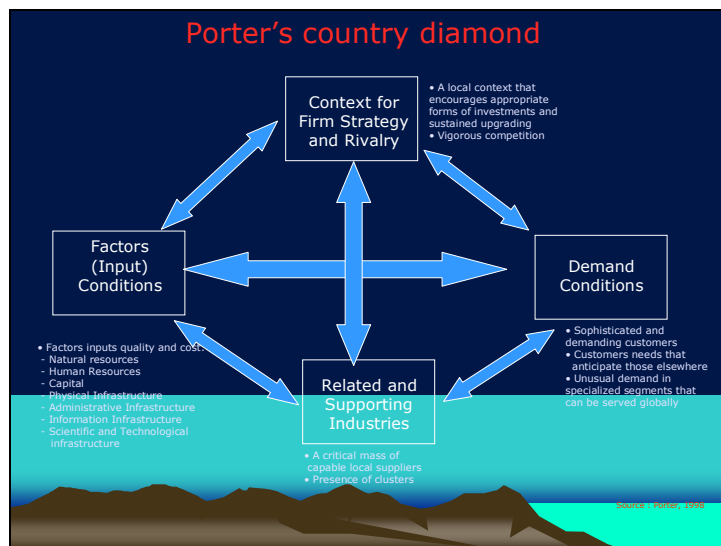 Porter's country diamond
Context for
Firm Strategy
and Rivalry
• A local context that
encourages appropriate
forms of investments and
sustained upgrading
• Vigorous competition
Factors
(Input)
Conditions
Demand
Conditions
• Factors inputs quality and cost:
- Natural resources
- Human Resources
- Capital
- Physical Infrastructure
- Administrative Infrastructure
- Information Infrastructure
- Scientific and Technological
infrastructure
Related and
Supporting
Industries
• Sophisticated and
demanding customers
• Customers needs that
anticipate those elsewhere
• Unusual demand in
specialized segments that
can be served globally
• A critical mass of
capable local suppliers
• Presence of clusters
Source : Porter, 1998